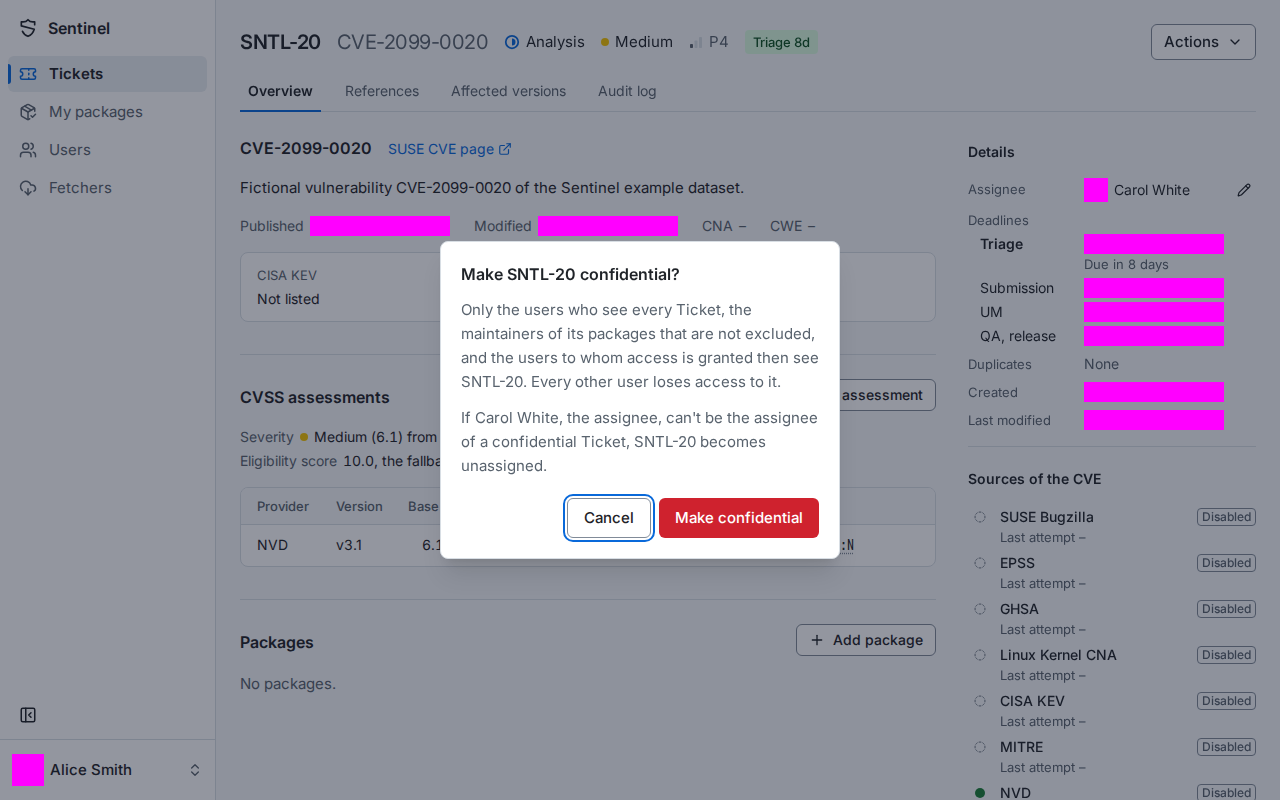 Sentinel
Tickets
My packages
Users
Fetchers
Alice Smith
SNTL-20 CVE-2099-0020 Analysis Medium P4 Triage 8d
Actions
Overview References Affected versions Audit log
CVE-2099-0020 SUSE CVE page
Fictional vulnerability CVE-2099-0020 of the Sentinel example dataset.
Published Modified CNA – CWE –
CISA KEV
Not listed
CVSS assessments
assessment
Severity Medium (6.1) from
Eligibility score 10.0, the
Provider Version Base
NVD v3.1 6.1
:N
Packages
Add package
No packages.
Make SNTL-20 confidential?
Only the users who see every Ticket, the
maintainers of its packages that are not excluded,
and the users to whom access is granted then see
SNTL-20. Every other user loses access to it.
If Carol White, the assignee, can't be the assignee
of a confidential Ticket, SNTL-20 becomes
unassigned.
Cancel Make confidential
Details
Assignee Carol White
Deadlines
Triage
Due in 8 days
Submission
UM
QA, release
Duplicates None
Created
Last modified
Sources of the CVE
SUSE Bugzilla Disabled
Last attempt –
EPSS Disabled
Last attempt –
GHSA Disabled
Last attempt –
Linux Kernel CNA Disabled
Last attempt –
CISA KEV Disabled
Last attempt –
MITRE Disabled
Last attempt –
NVD Disabled